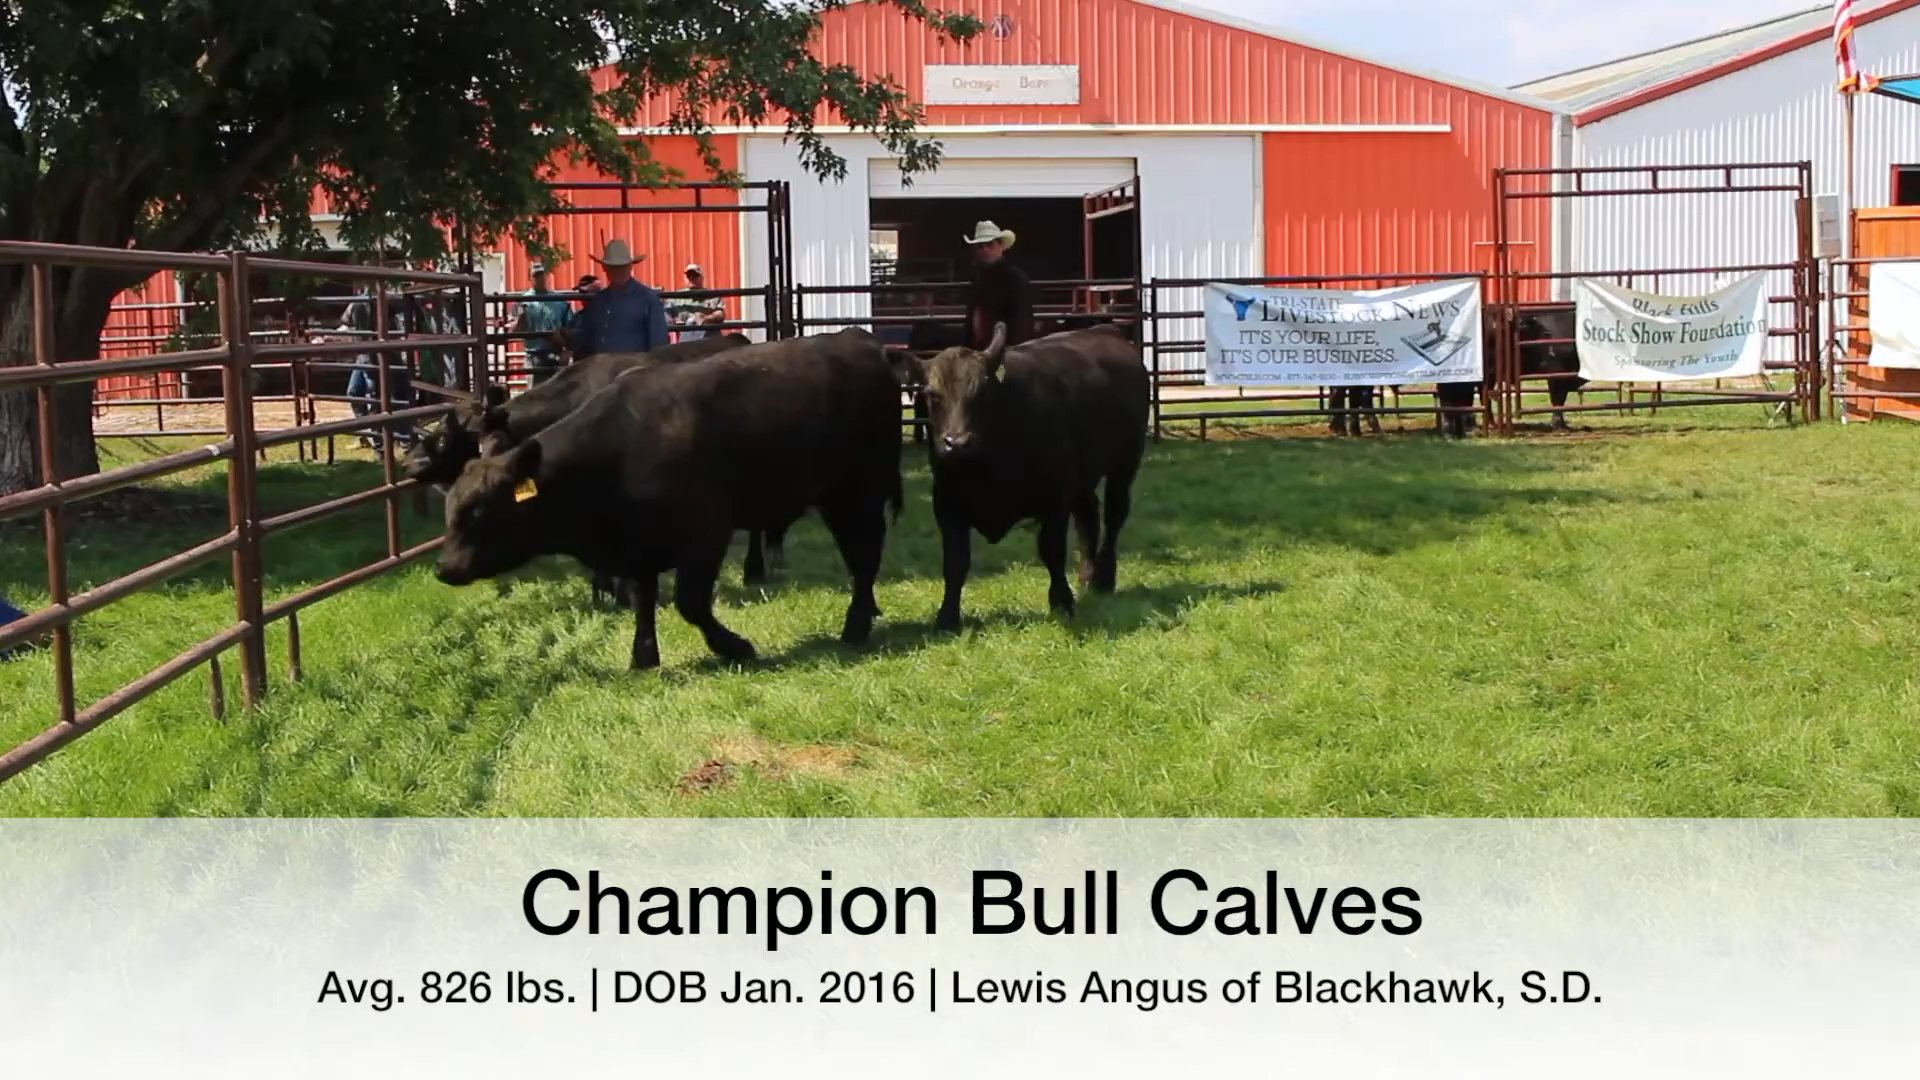 Orange Barn
TRI-STATE
LIVESTOCK NEWS
IT'S YOUR LIFE,
IT'S OUR BUSINESS.
Black Hills
Stock Show Foundation
Sponsoring The Youth
Champion Bull Calves
Avg. 826 lbs. | DOB Jan. 2016 | Lewis Angus of Blackhawk, S.D.